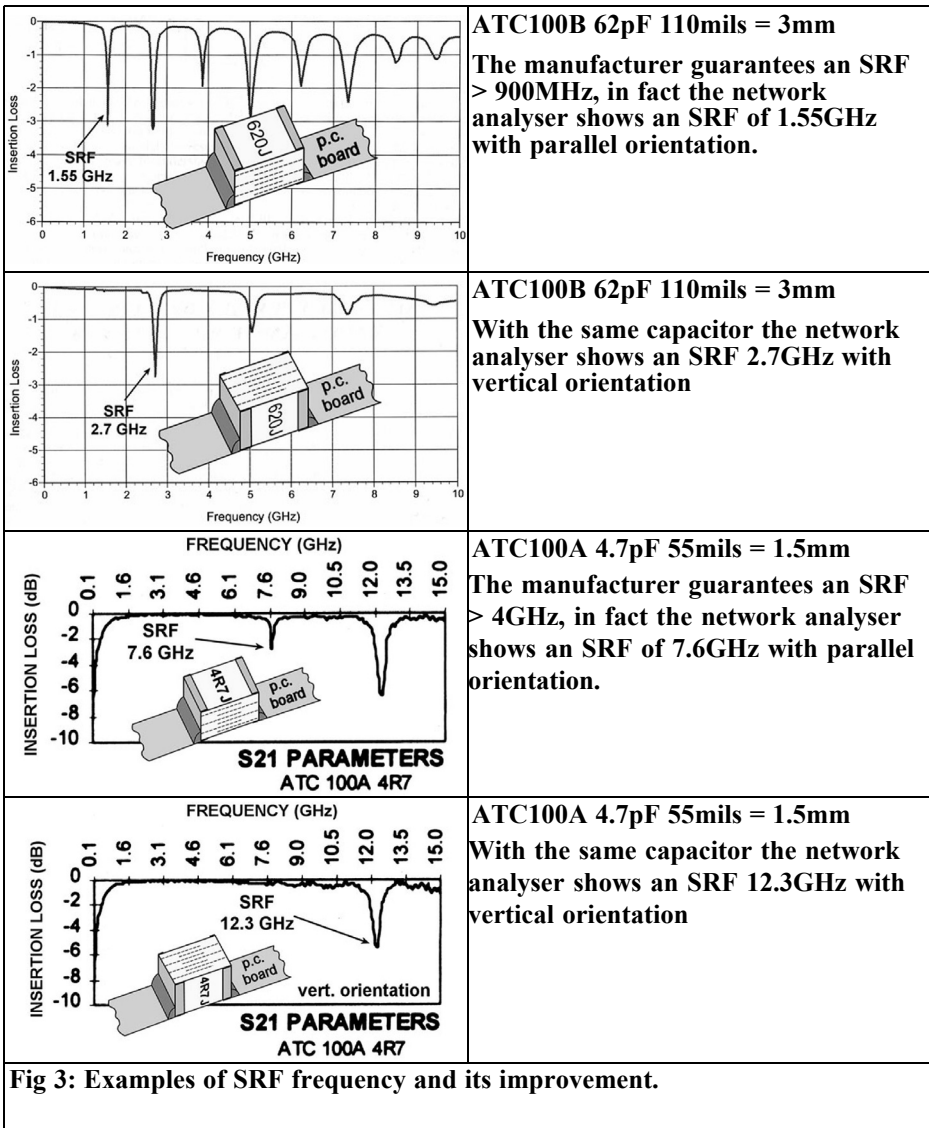 ATC100B 62pF 110mils = 3mm
The manufacturer guarantees an SRF
> 900MHz, in fact the network
analyser shows an SRF of 1.55GHz
with parallel orientation.
Insertion Loss
0
-1
-2
-3
-4
-5
-6
SRF
1.55 GHz
620J
p.c.
board
0 1 2 3 4 5 6 7 8 9 10
Frequency (GHz)
ATC100B 62pF 110mils = 3mm
With the same capacitor the network
analyser shows an SRF 2.7GHz with
vertical orientation
Insertion Loss
0
-1
-2
-3
-4
-5
-6
SRF
2.7 GHz
620J
p.c.
board
0 1 2 3 4 5 6 7 8 9 10
Frequency (GHz)
FREQUENCY (GHz)
0.1 1.6 3.1 4.6 6.1 7.6 9.0 10.5 12.0 13.5 15.0
INSERTION LOSS (dB)
0
-2
-4
-6
-8
-10
SRF
7.6 GHz
4R7J
p.c.
board
S21 PARAMETERS
ATC 100A 4R7
ATC100A 4.7pF 55mils = 1.5mm
The manufacturer guarantees an SRF
> 4GHz, in fact the network analyser
shows an SRF of 7.6GHz with parallel
orientation.
FREQUENCY (GHz)
0.1 1.6 3.1 4.6 6.1 7.6 9.0 10.5 12.0 13.5 15.0
INSERTION LOSS (dB)
0
-2
-4
-6
-8
-10
SRF
12.3 GHz
4R7J
p.c.
board
vert. orientation
S21 PARAMETERS
ATC 100A 4R7
ATC100A 4.7pF 55mils = 1.5mm
With the same capacitor the network
analyser shows an SRF 12.3GHz with
vertical orientation
Fig 3: Examples of SRF frequency and its improvement.